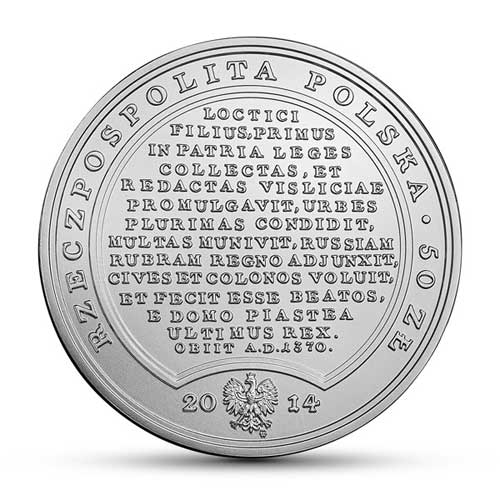 RZECZPOSPOLITA POLSKA · 50 ZŁ
LOCTICI
FILIUS, PRIMUS
IN PATRIA LEGES
COLLECTAS, ET
REDACTAS VISLICIAE
PROMULGAVIT, URBES
PLURIMAS CONDIDIT,
MULTAS MUNIVIT, RUSSIAM
RUBRAM REGNO ADJUNXIT,
CIVES ET COLONOS VOLUIT,
ET FECIT ESSE BEATOS,
E DOMO PIASTEA
ULTIMUS REX.
OBIIT A.D. 1370.
2014